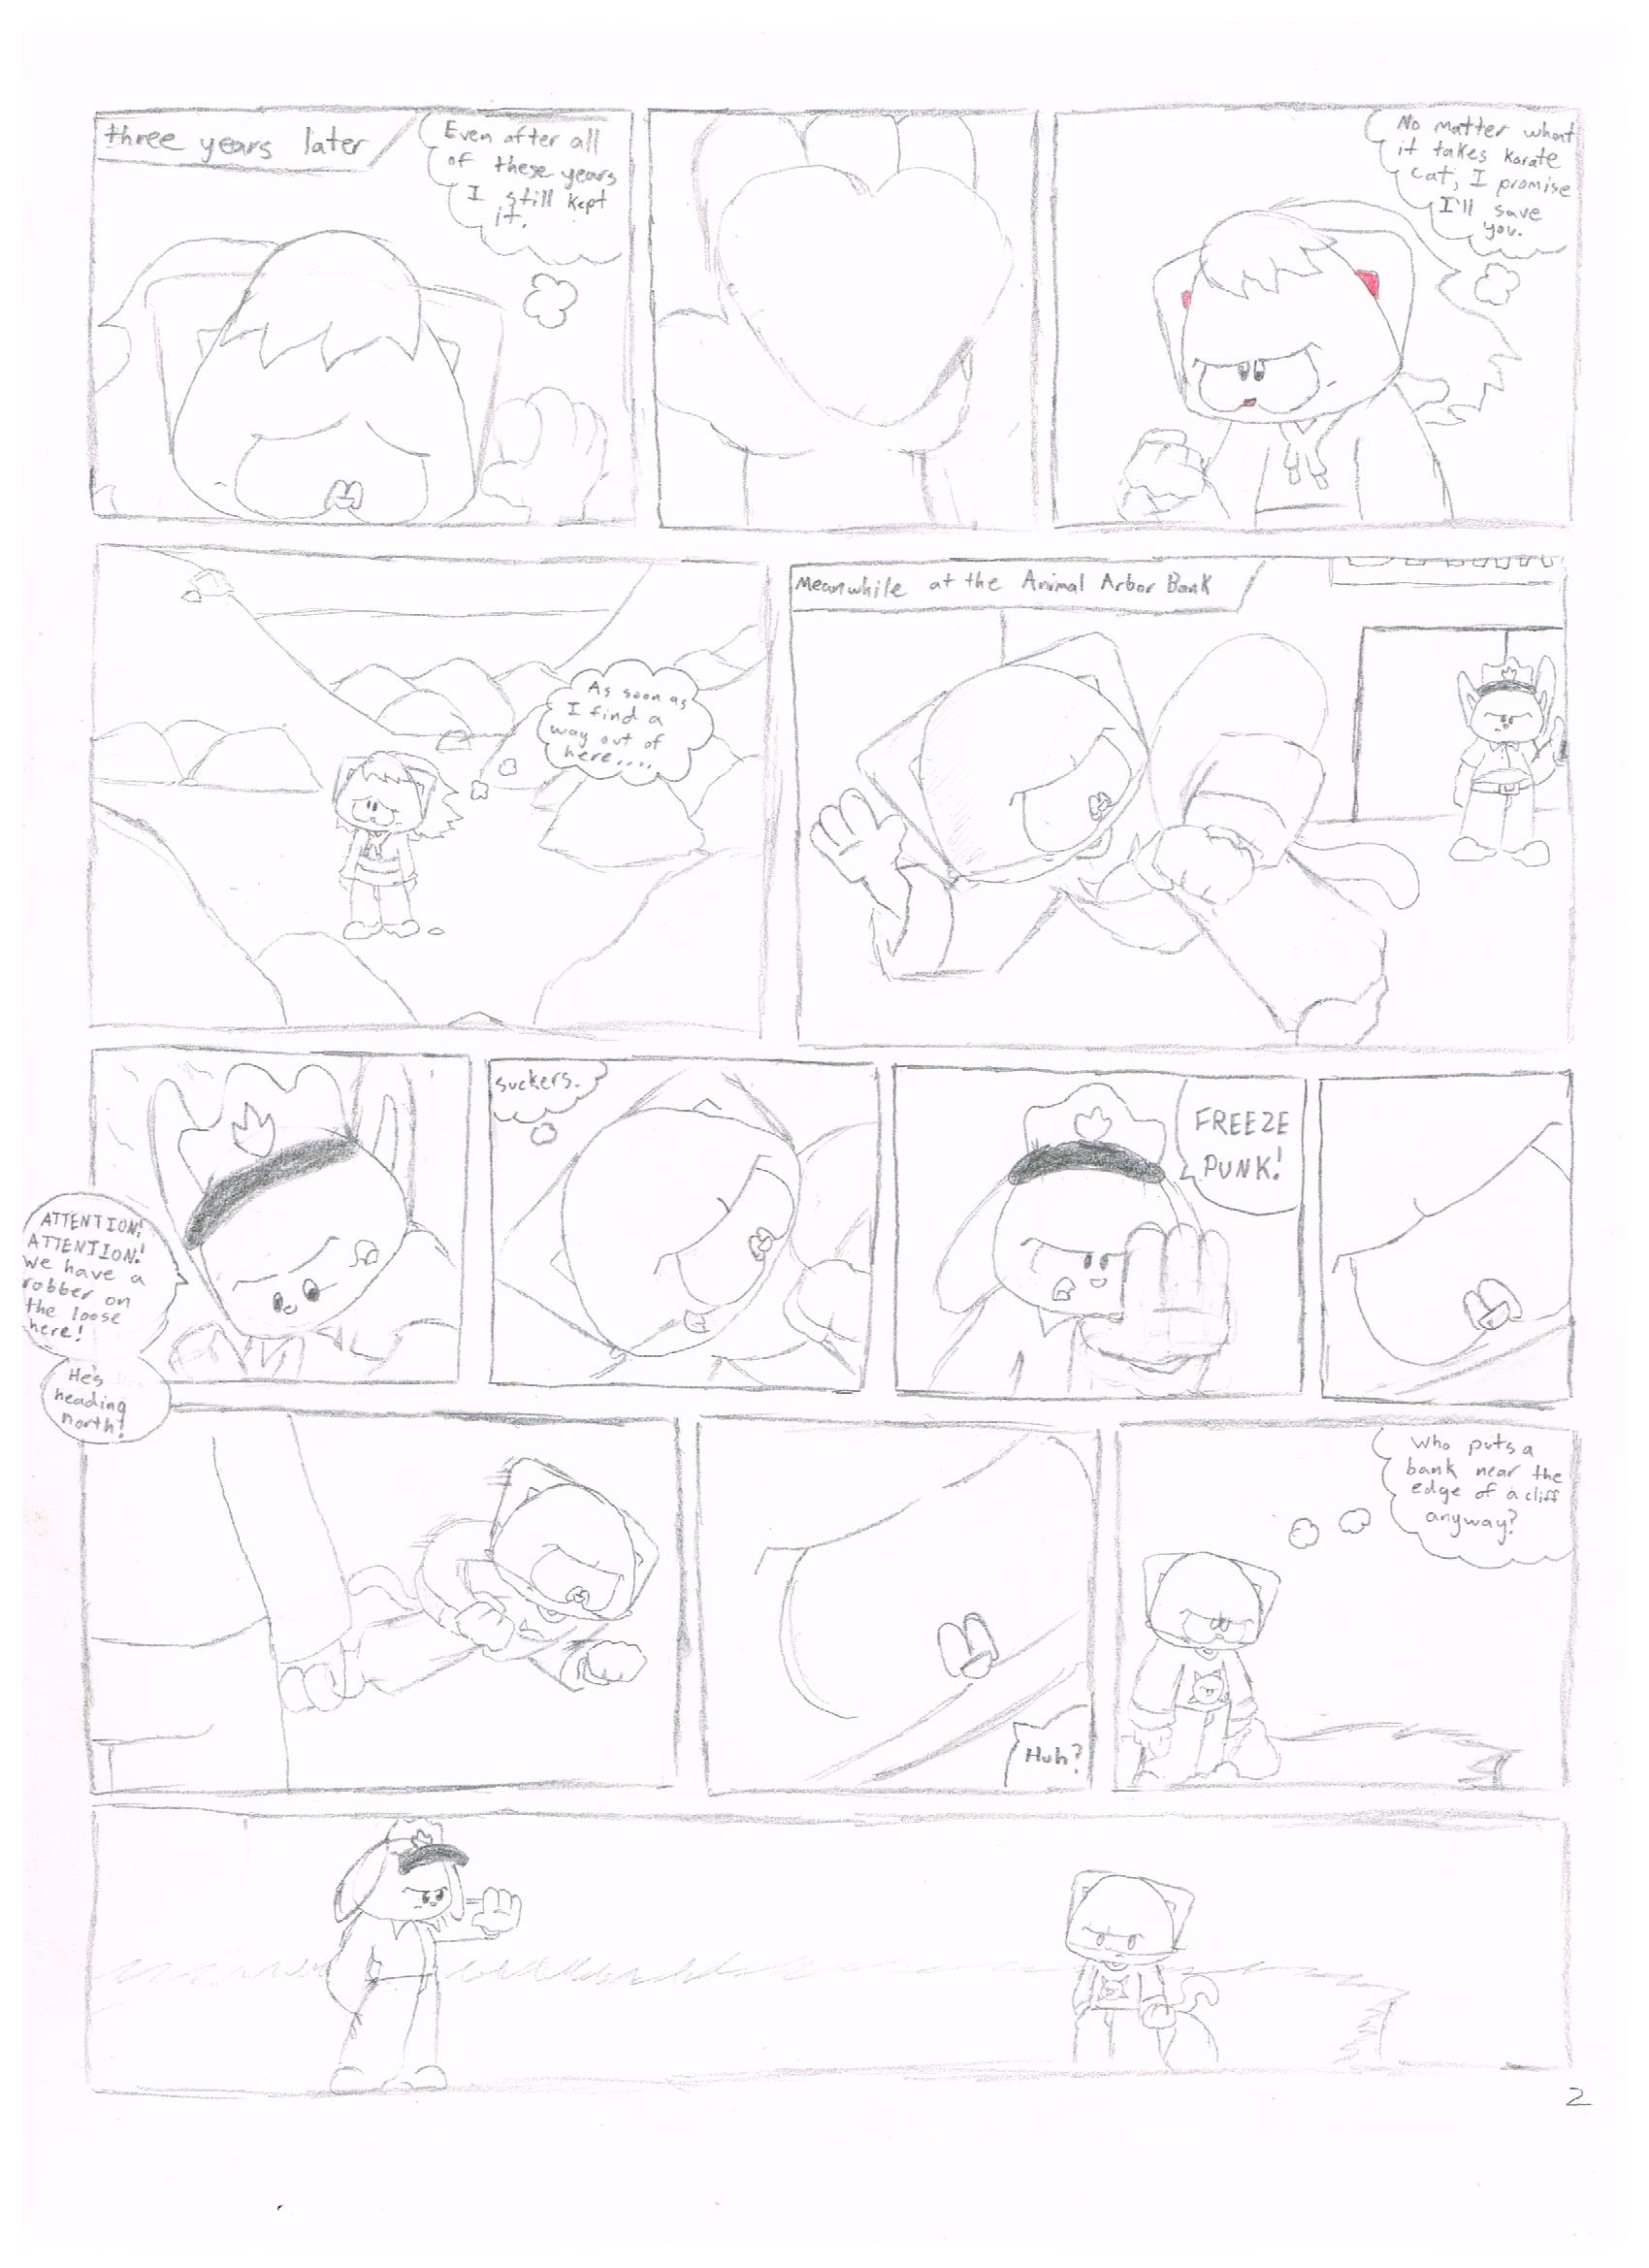 three years later
Even after all
of these years
I still kept
it.
No matter what
it takes Karate
cat, I promise
I'll save
you.
As soon as
I find a
way out of
here....
Meanwhile at the Animal Arbor Bank
ATTENTION!
ATTENTION!
We have a
robber on
the loose
here!
He's
heading
north!
suckers.
FREEZE
PUNK!
Huh?
Who puts a
bank near the
edge of a cliff
anyway?
2